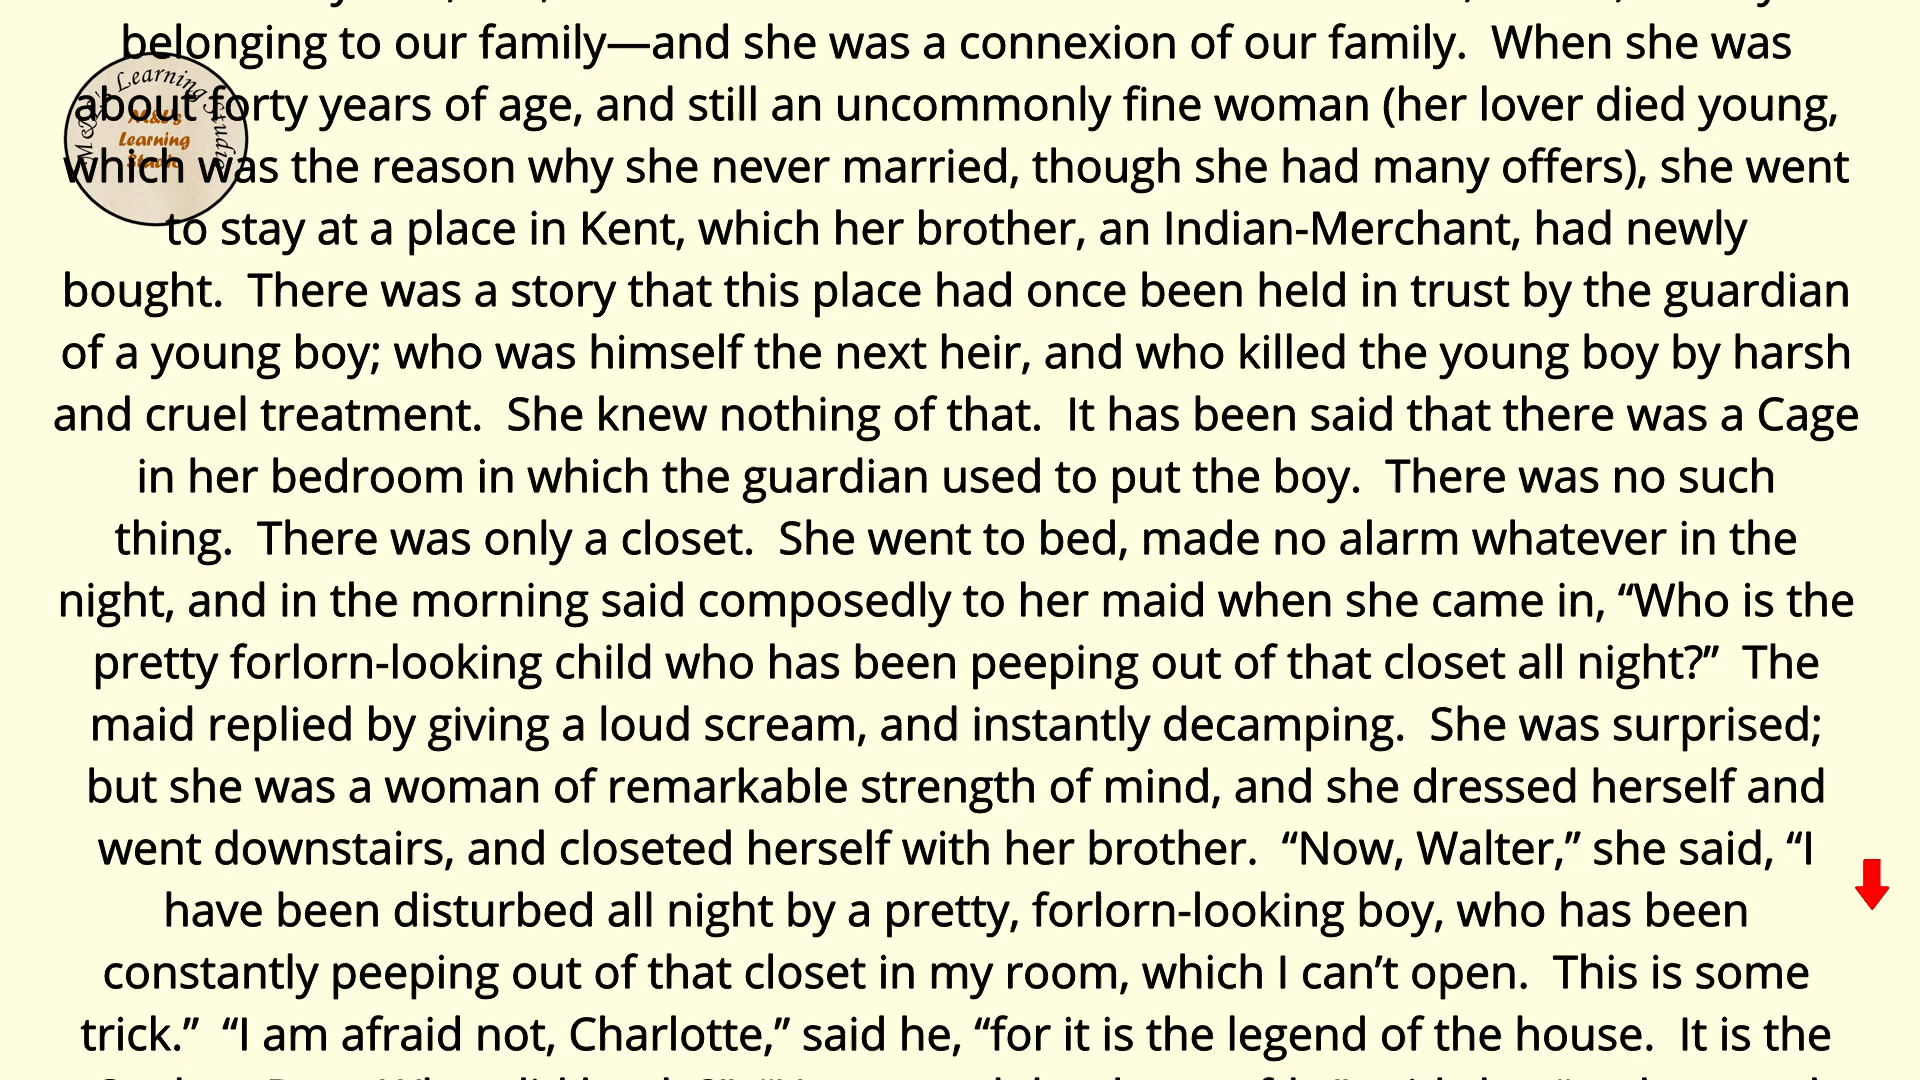 belonging to our family—and she was a connexion of our family.  When she was
about forty years of age, and still an uncommonly fine woman (her lover died young,
which was the reason why she never married, though she had many offers), she went
to stay at a place in Kent, which her brother, an Indian-Merchant, had newly
bought.  There was a story that this place had once been held in trust by the guardian
of a young boy; who was himself the next heir, and who killed the young boy by harsh
and cruel treatment.  She knew nothing of that.  It has been said that there was a Cage
in her bedroom in which the guardian used to put the boy.  There was no such
thing.  There was only a closet.  She went to bed, made no alarm whatever in the
night, and in the morning said composedly to her maid when she came in, “Who is the
pretty forlorn-looking child who has been peeping out of that closet all night?”  The
maid replied by giving a loud scream, and instantly decamping.  She was surprised;
but she was a woman of remarkable strength of mind, and she dressed herself and
went downstairs, and closeted herself with her brother.  “Now, Walter,” she said, “I
have been disturbed all night by a pretty, forlorn-looking boy, who has been
constantly peeping out of that closet in my room, which I can’t open.  This is some
trick.”  “I am afraid not, Charlotte,” said he, “for it is the legend of the house.  It is the
Learning Studio
Learning